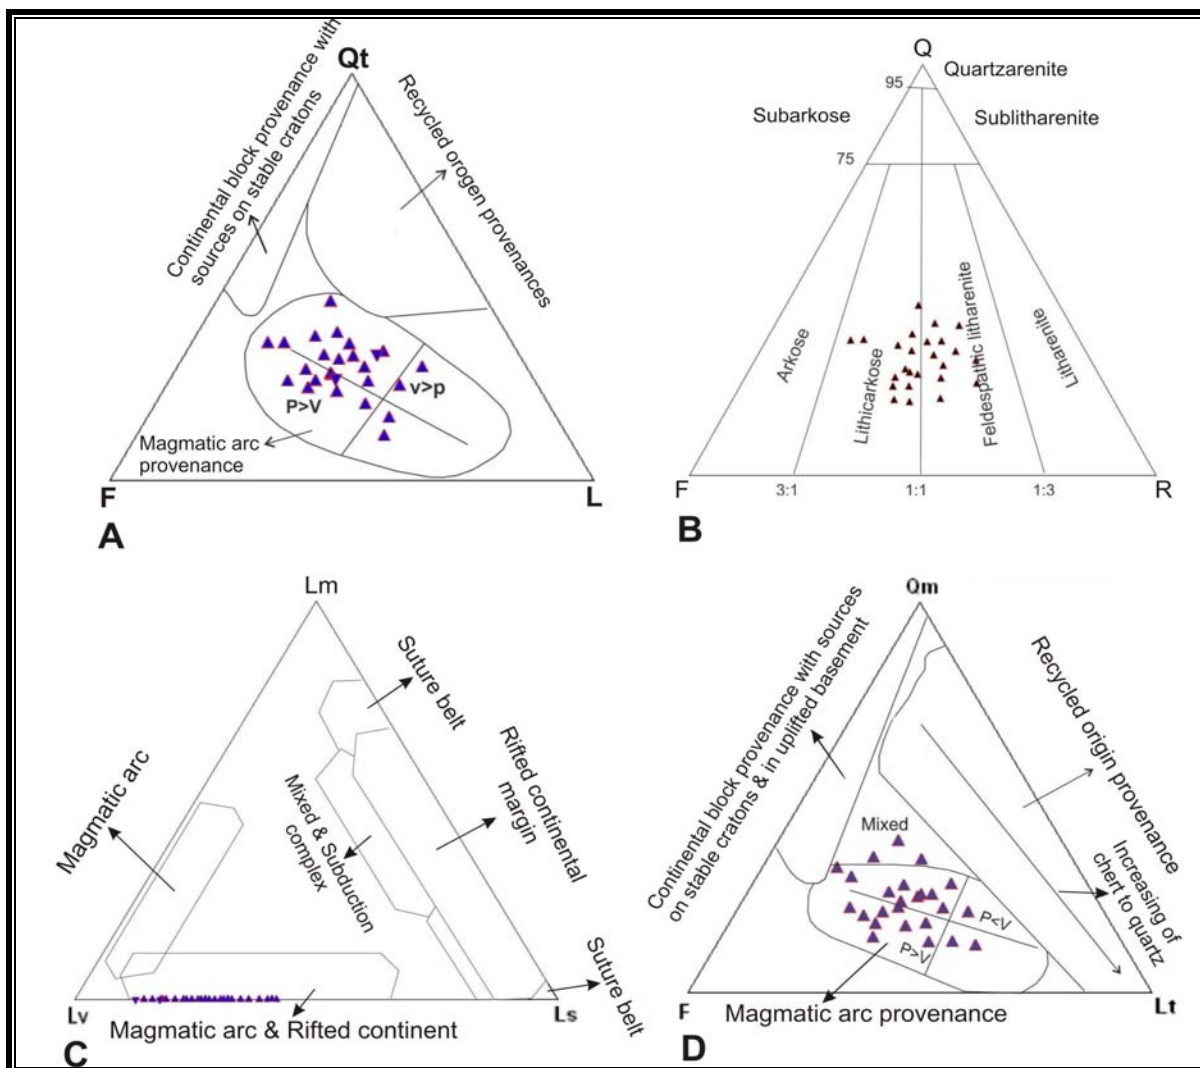 Qt
Continental block provenance with
sources on stable cratons
Recycled orogen provenances
P>V
v>p
Magmatic arc
provenance
F
L
A
Q
Quartzarenite
95
Subarkose
Sublitharenite
75
Arkose
Lithicarkose
Feldespathic litharenite
Litharenite
F
3:1
1:1
1:3
R
B
Lm
Suture belt
Rifted continental
margin
Magmatic arc
Mixed & Subduction
complex
Suture belt
Lv
Ls
Magmatic arc & Rifted continent
C
Qm
Continental block provenance with sources
on stable cratons & in uplifted basement
Recycled origin provenance
Mixed
Increasing of
chert to quartz
P<V
P>V
F
Lt
Magmatic arc provenance
D